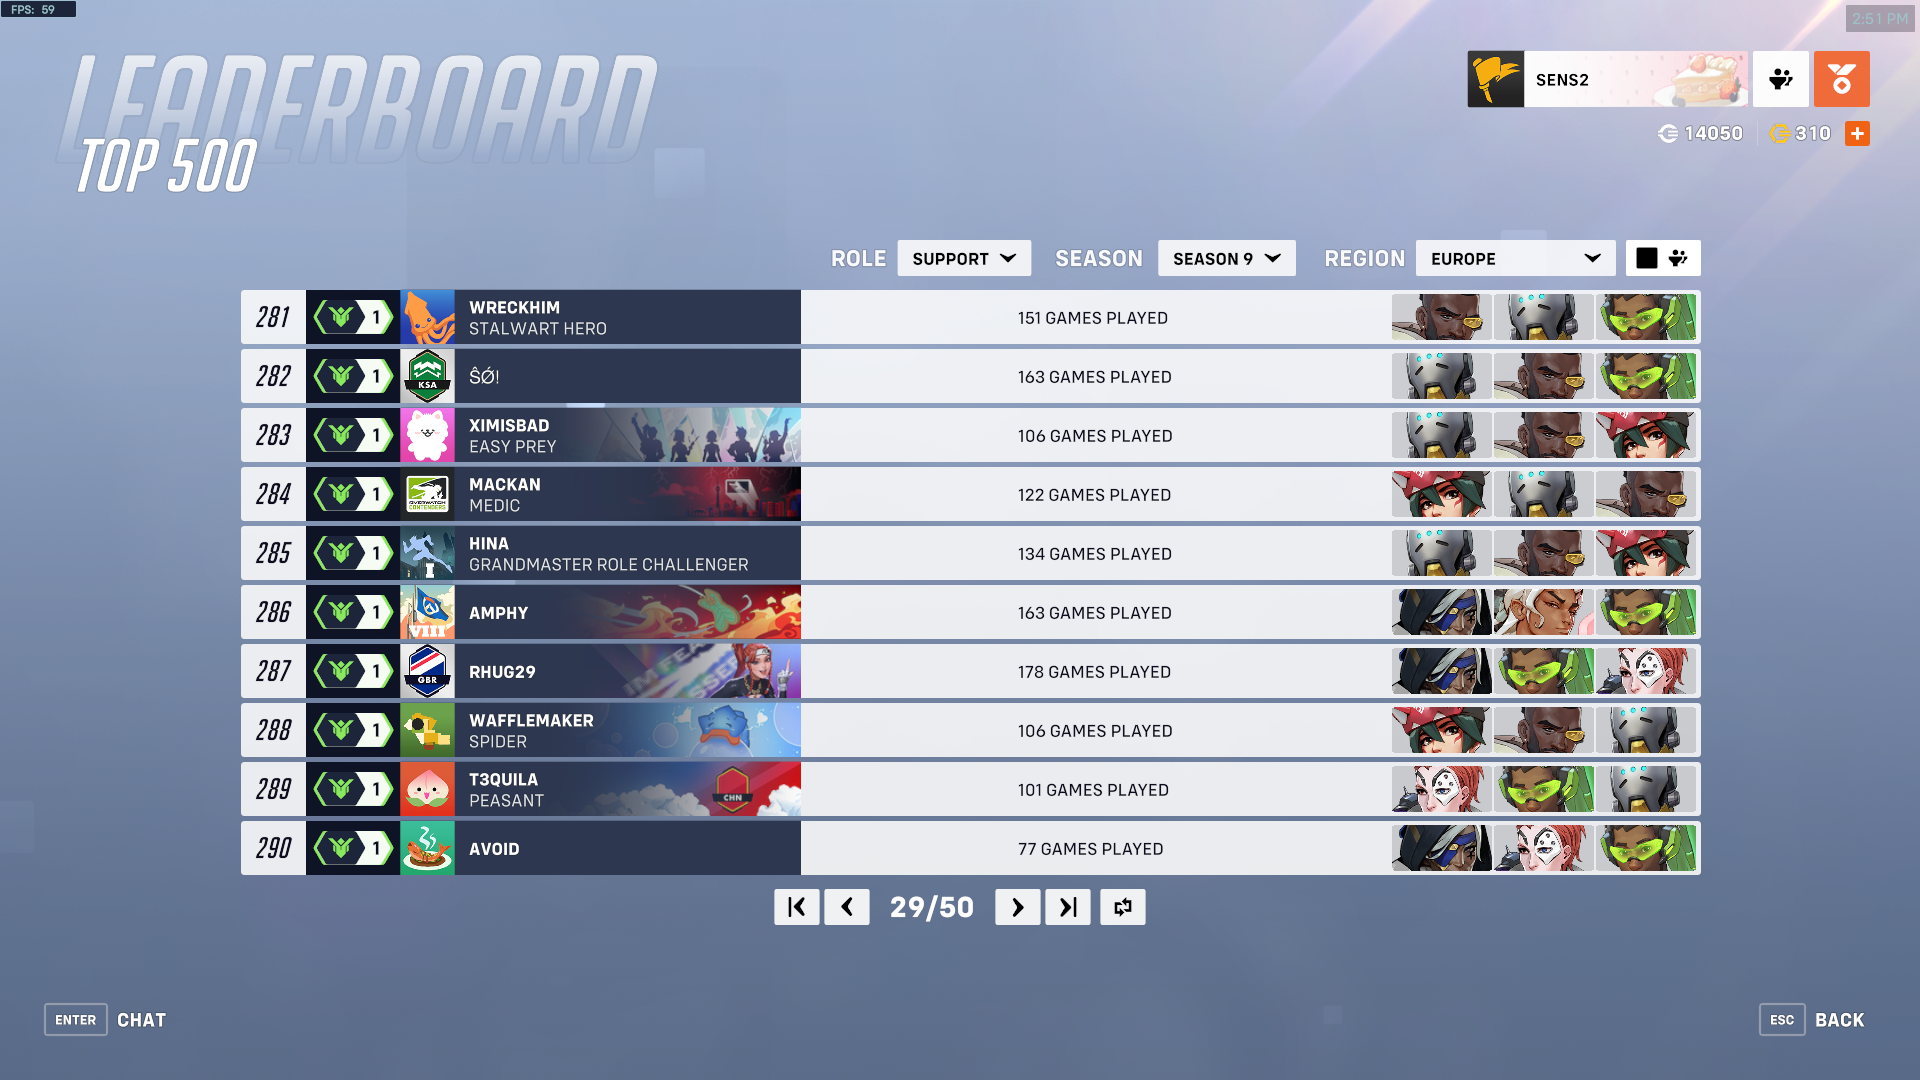 FPS: 59
2:51 PM
LEADERBOARD
TOP 500
SENS2
14050
310
ROLE
SUPPORT
SEASON
SEASON 9
REGION
EUROPE
281 1 WRECKHIM 151 GAMES PLAYED
STALWART HERO
282 1 KSA ŜǾ! 163 GAMES PLAYED
283 1 XIMISBAD 106 GAMES PLAYED
EASY PREY
284 1 OVERWATCH CONTENDERS MACKAN 122 GAMES PLAYED
MEDIC
285 1 I HINA 134 GAMES PLAYED
GRANDMASTER ROLE CHALLENGER
286 1 VIII AMPHY 163 GAMES PLAYED
287 1 GBR RHUG29 178 GAMES PLAYED
288 1 WAFFLEMAKER 106 GAMES PLAYED
SPIDER
289 1 T3QUILA CHN 101 GAMES PLAYED
PEASANT
290 1 AVOID 77 GAMES PLAYED
29/50
ENTER CHAT
ESC BACK